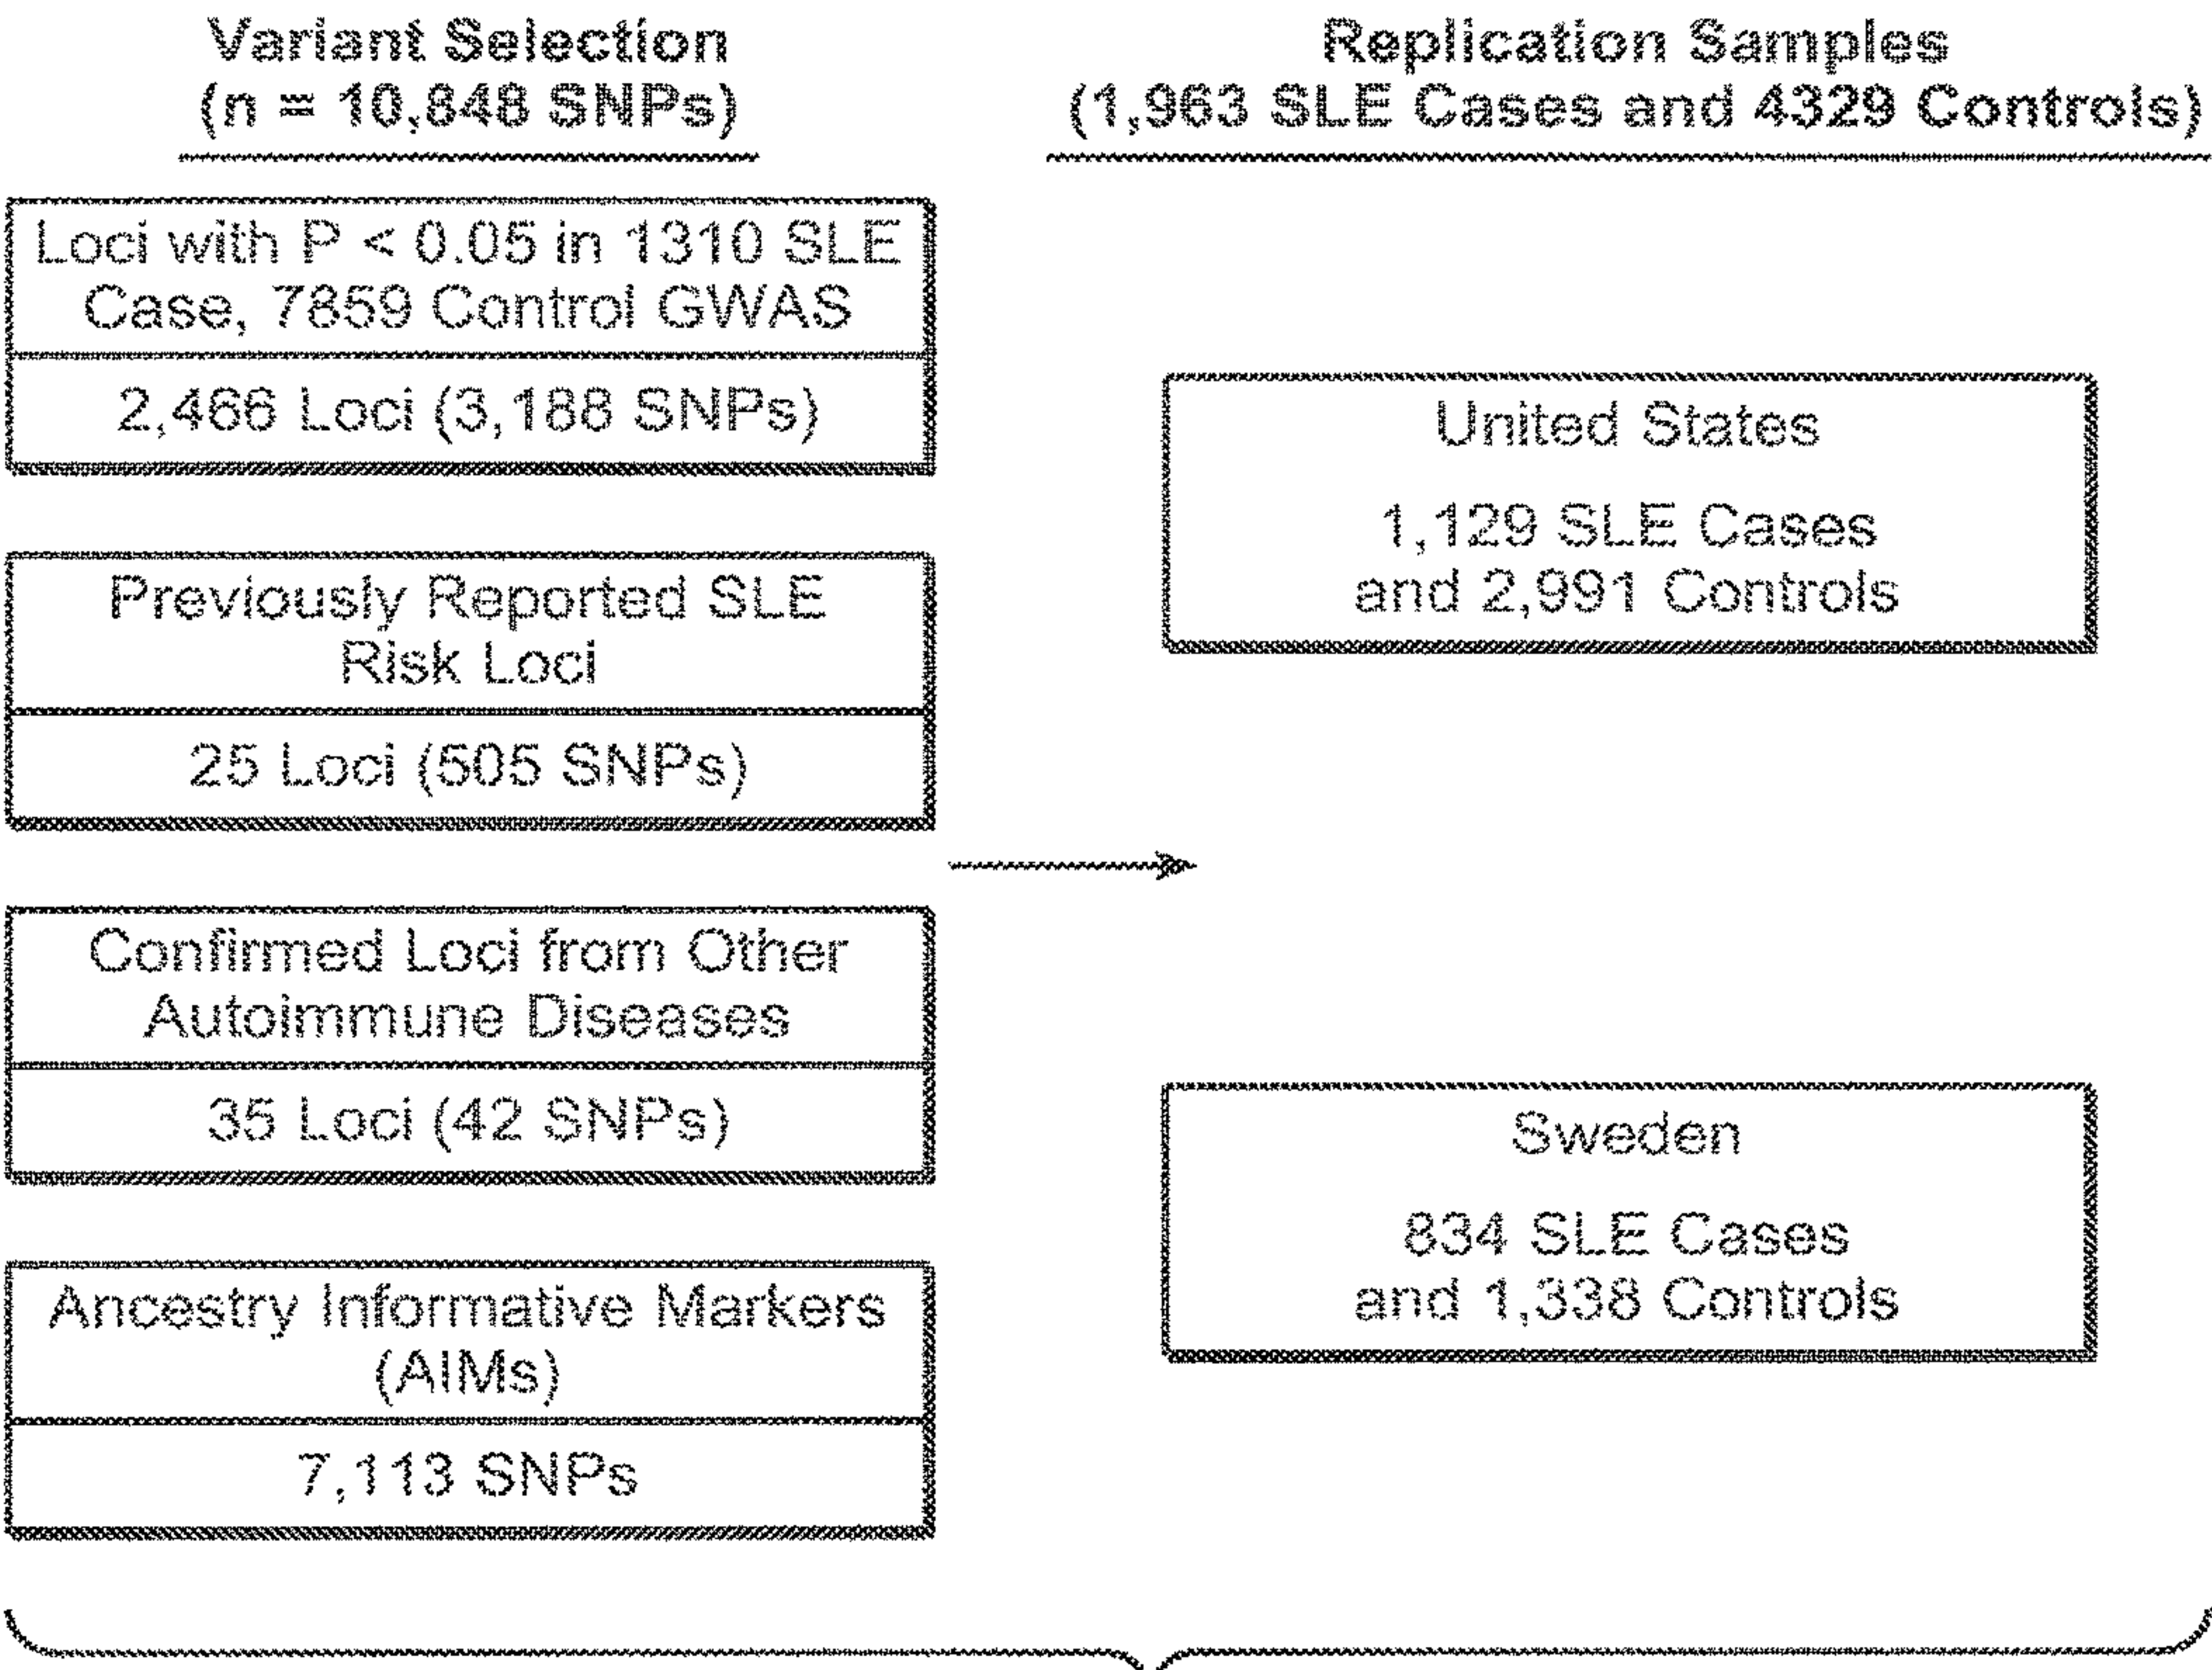 Variant Selection
(n = 10,848 SNPs)
Loci with P < 0.05 in 1310 SLE
Case, 7859 Control GWAS
2,466 Loci (3,188 SNPs)
Previously Reported SLE
Risk Loci
25 Loci (505 SNPs)
Confirmed Loci from Other
Autoimmune Diseases
35 Loci (42 SNPs)
Ancestry Informative Markers
(AIMs)
7,113 SNPs
Replication Samples
(1,963 SLE Cases and 4329 Controls)
United States
1,129 SLE Cases
and 2,991 Controls
Sweden
834 SLE Cases
and 1,338 Controls